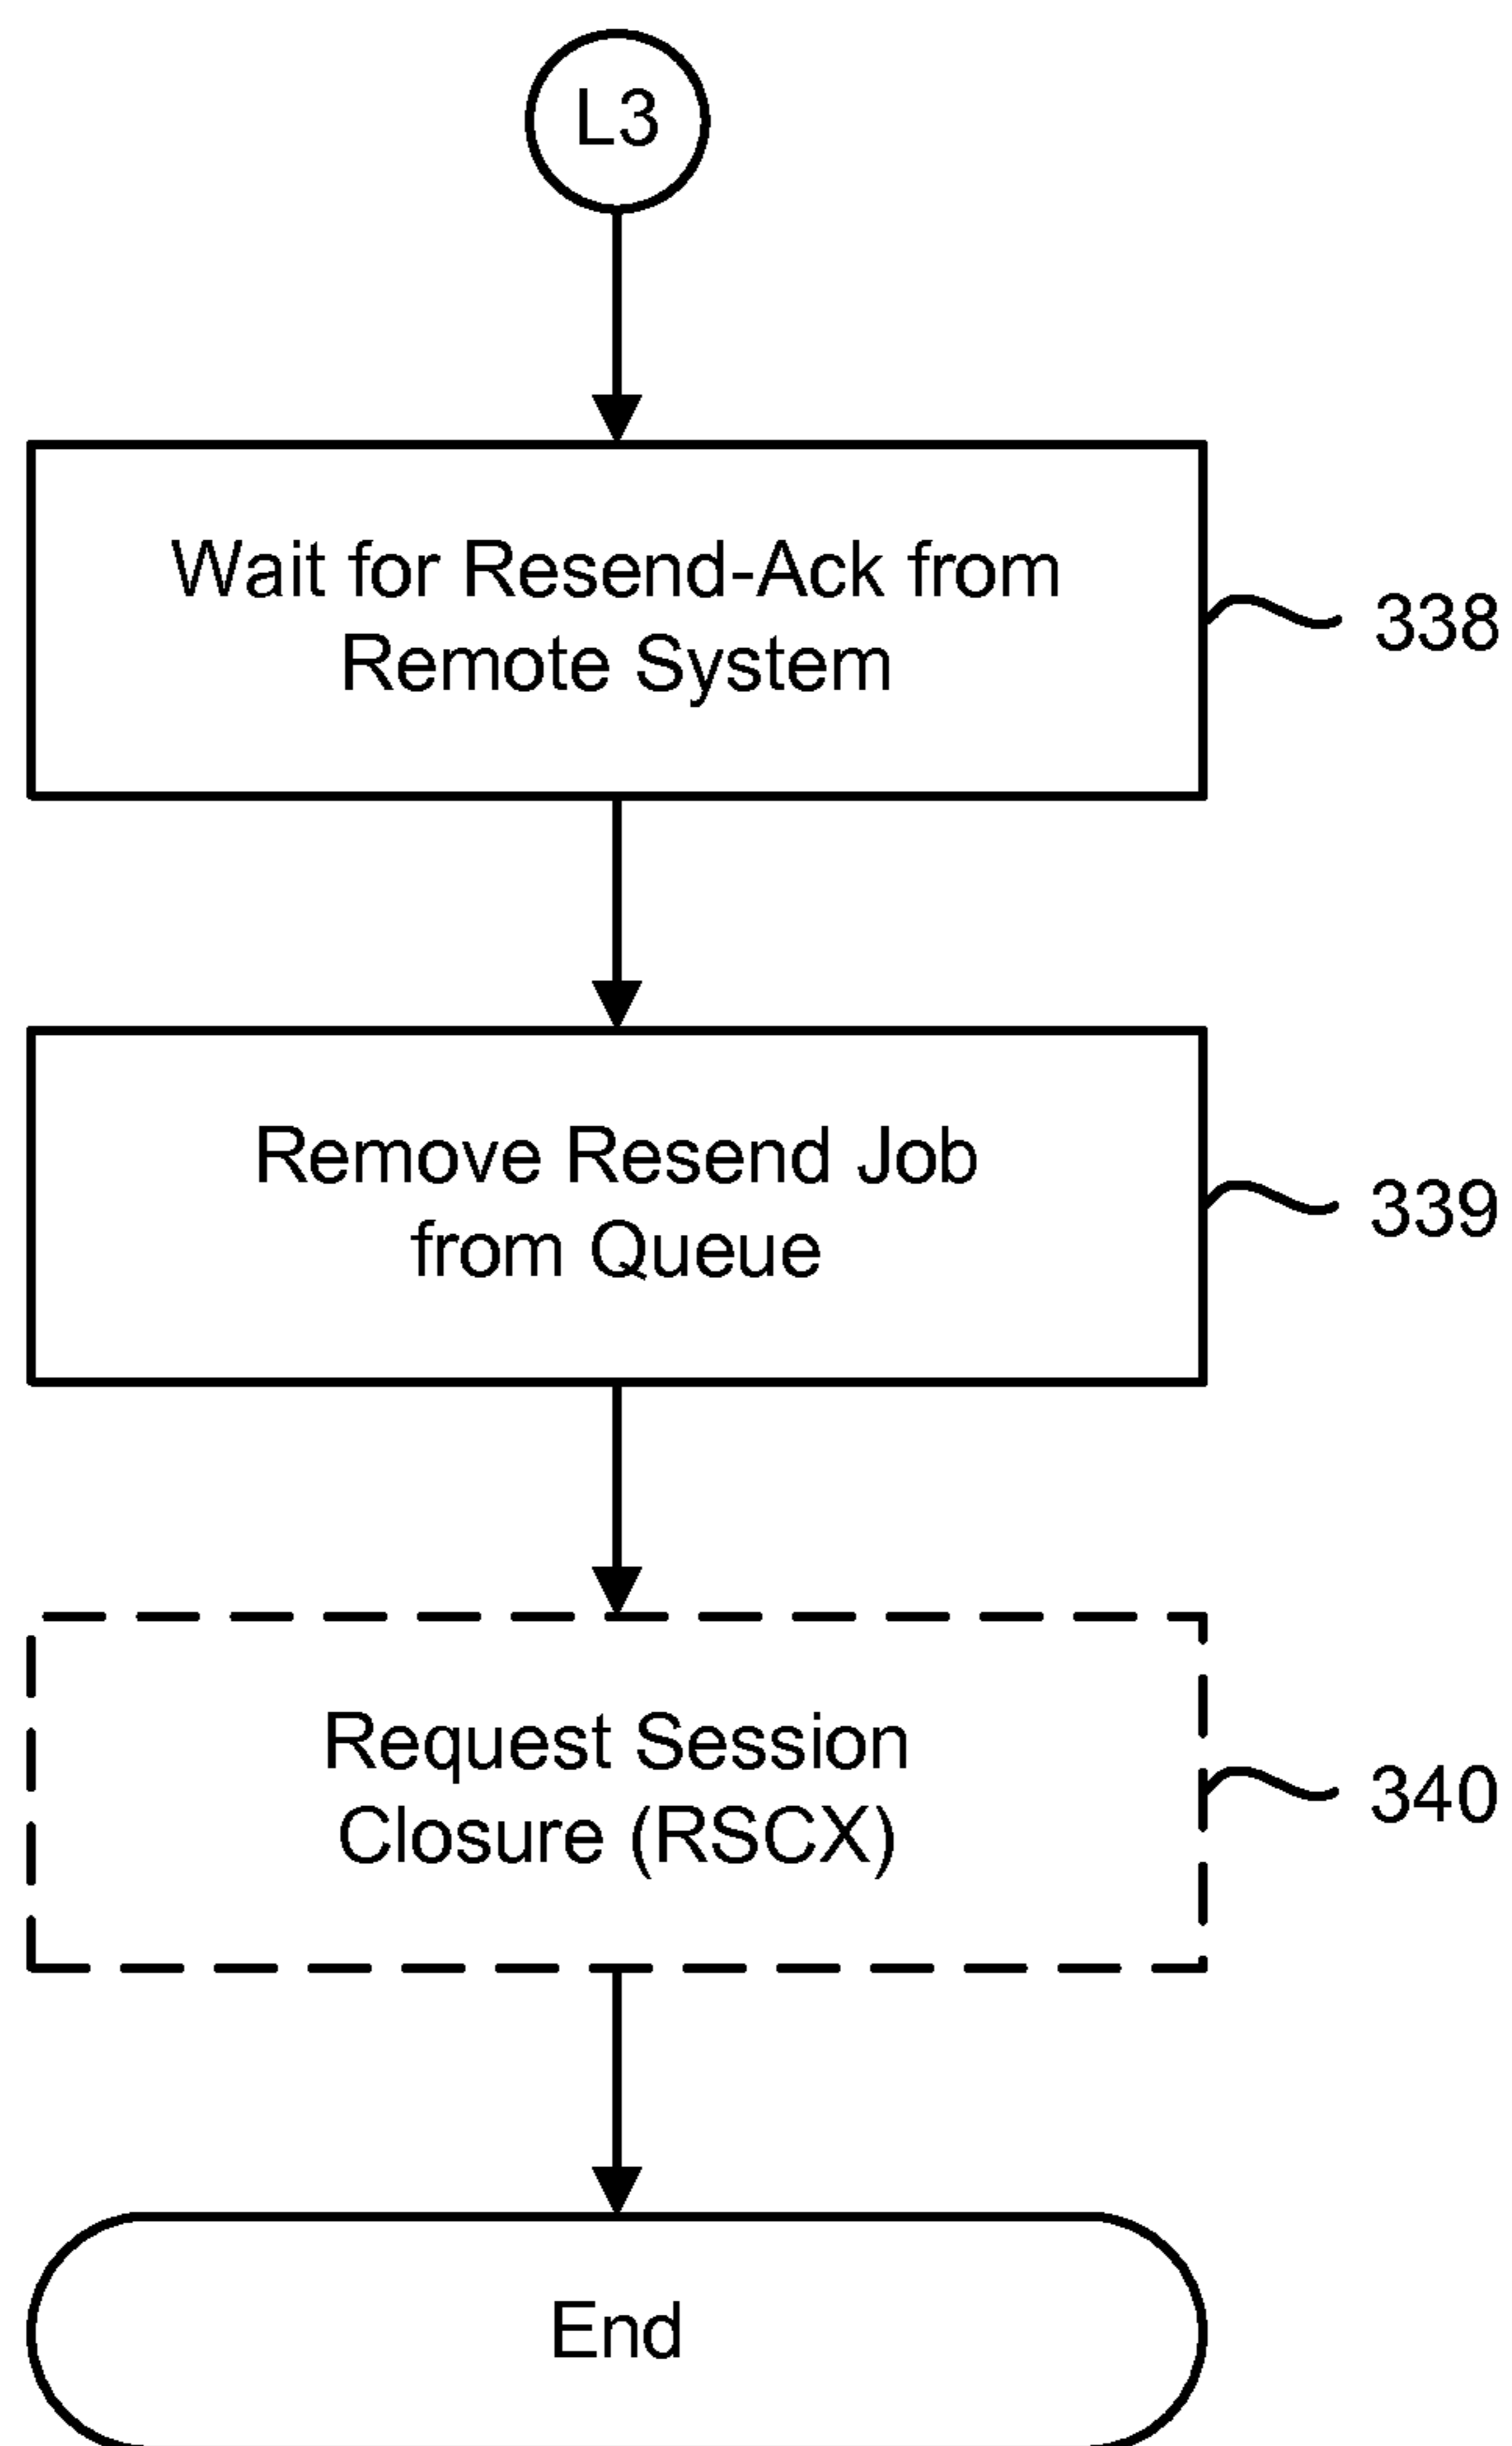 L3
Wait for Resend-Ack from
Remote System
338
Remove Resend Job
from Queue
339
Request Session
Closure (RSCX)
340
End